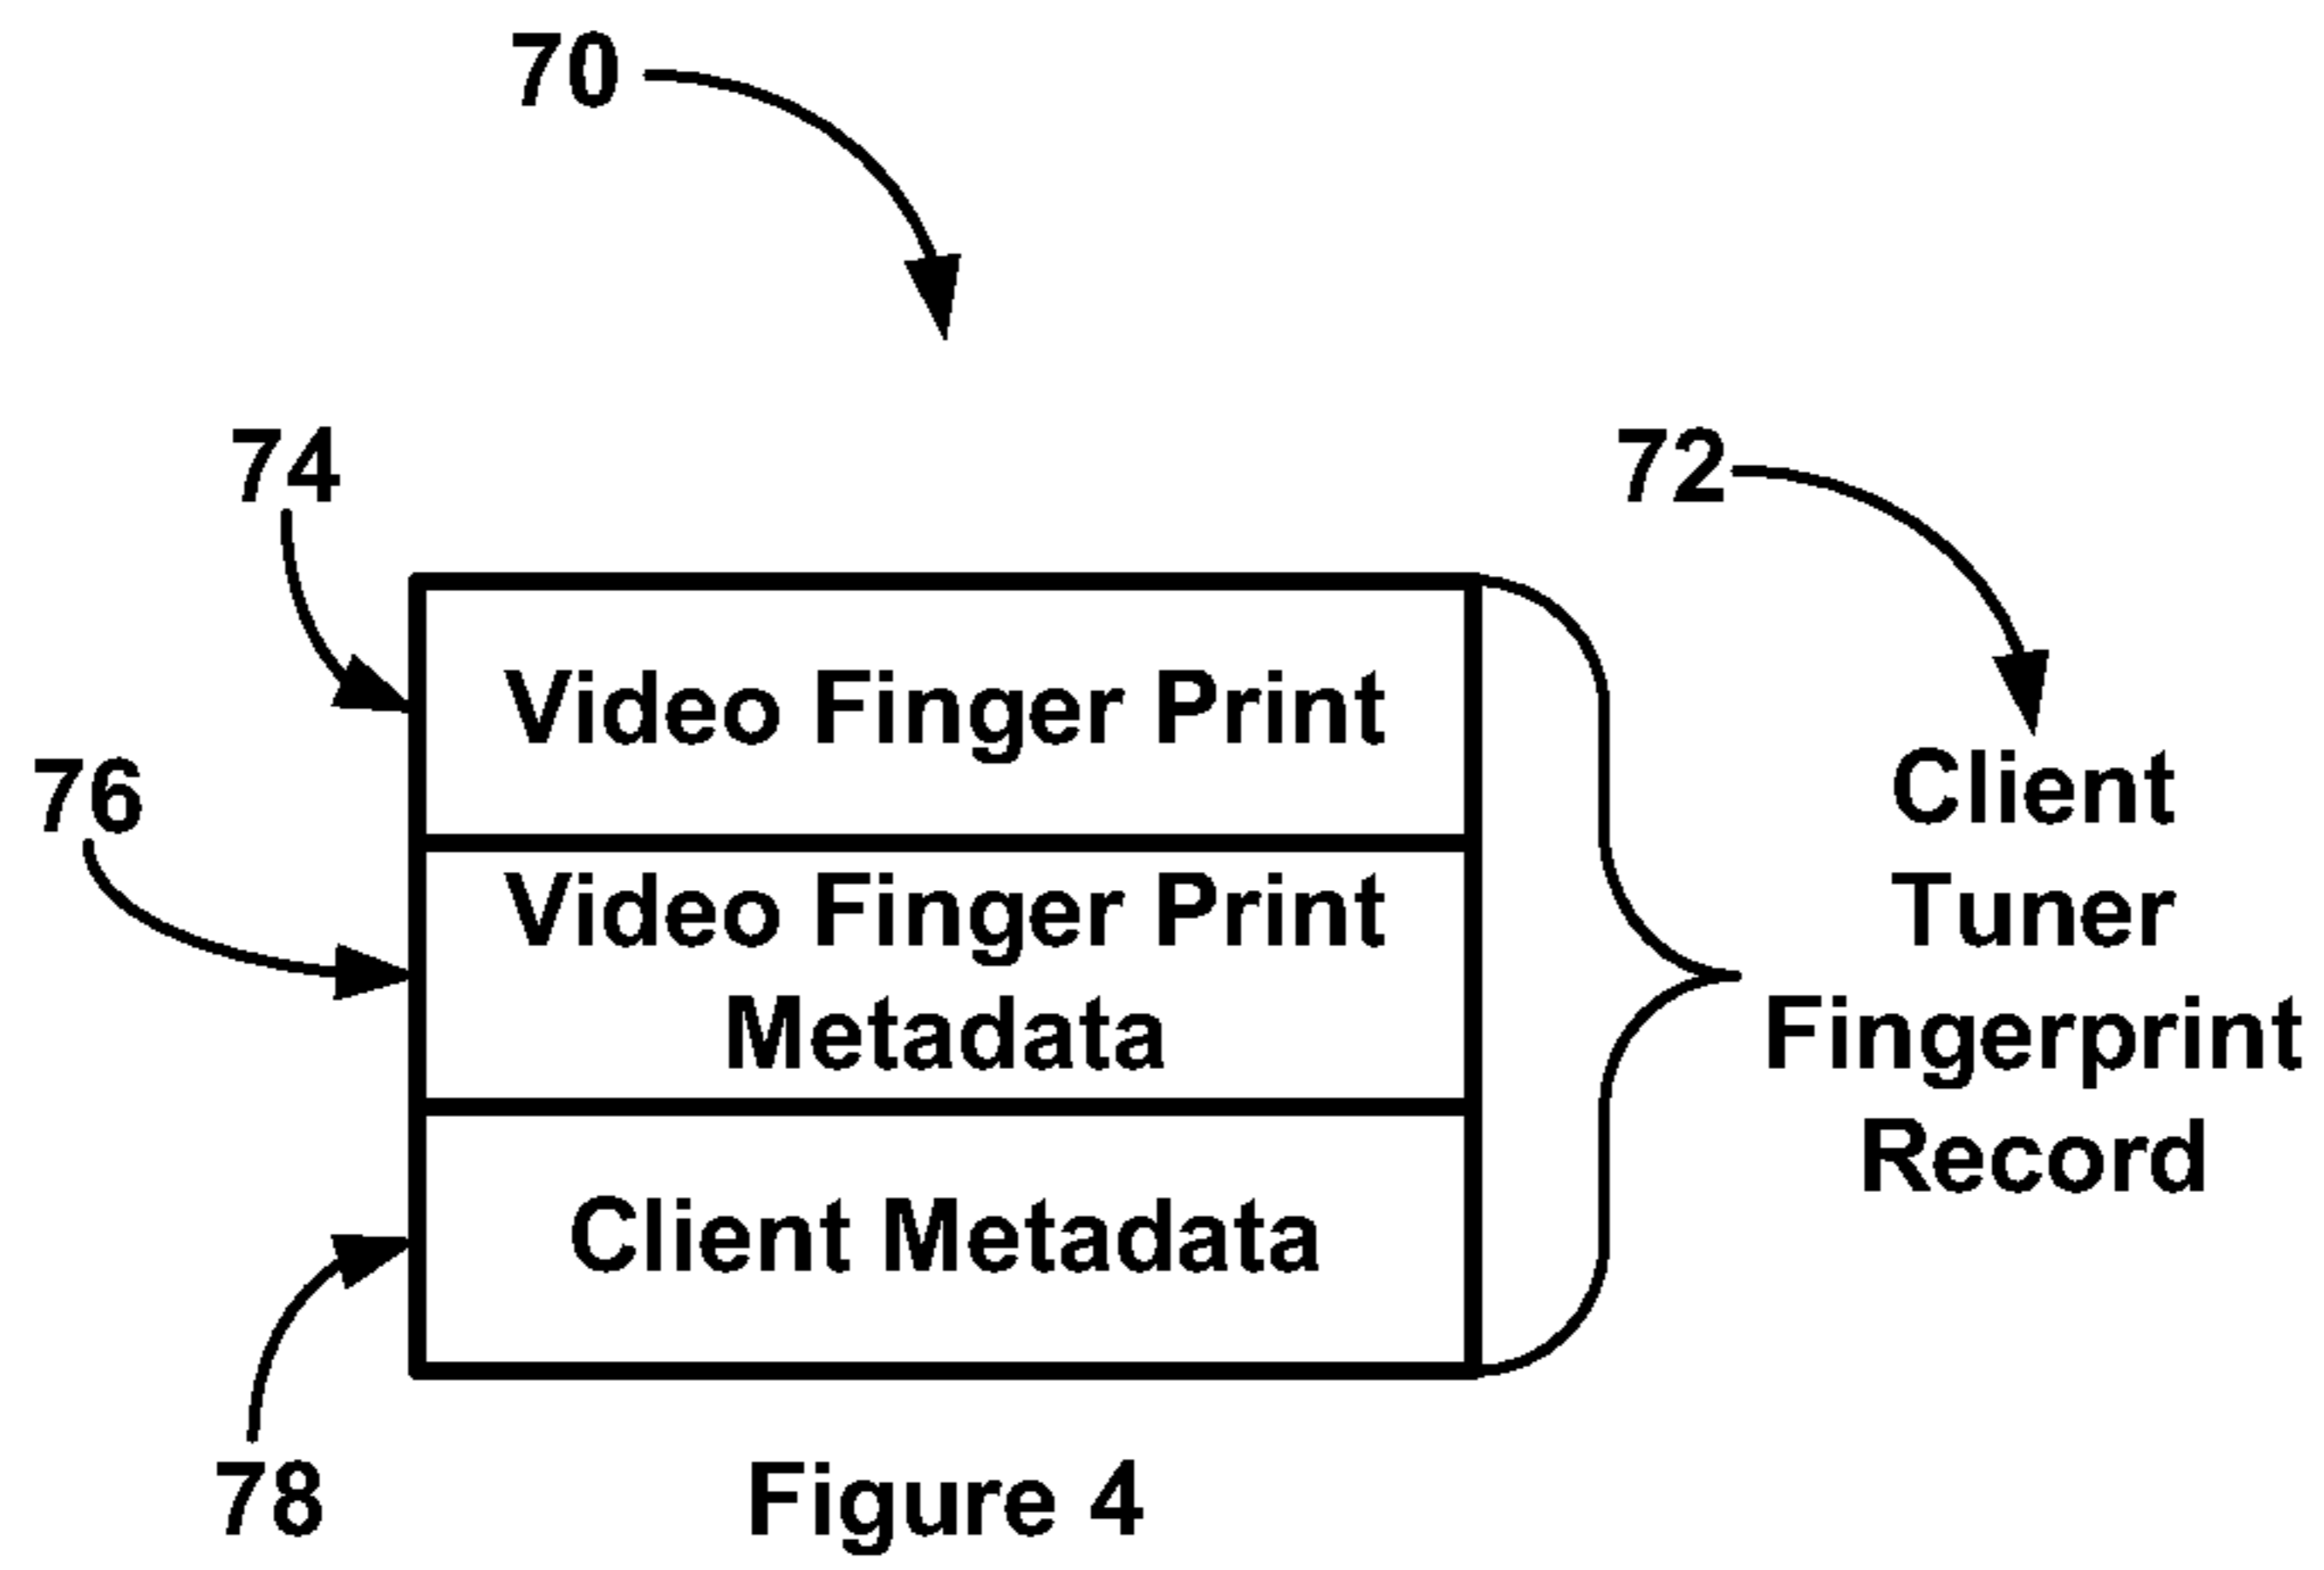 70
74
72
Video Finger Print
76
Client
Tuner
Fingerprint
Record
Video Finger Print
Metadata
Client Metadata
78
Figure 4